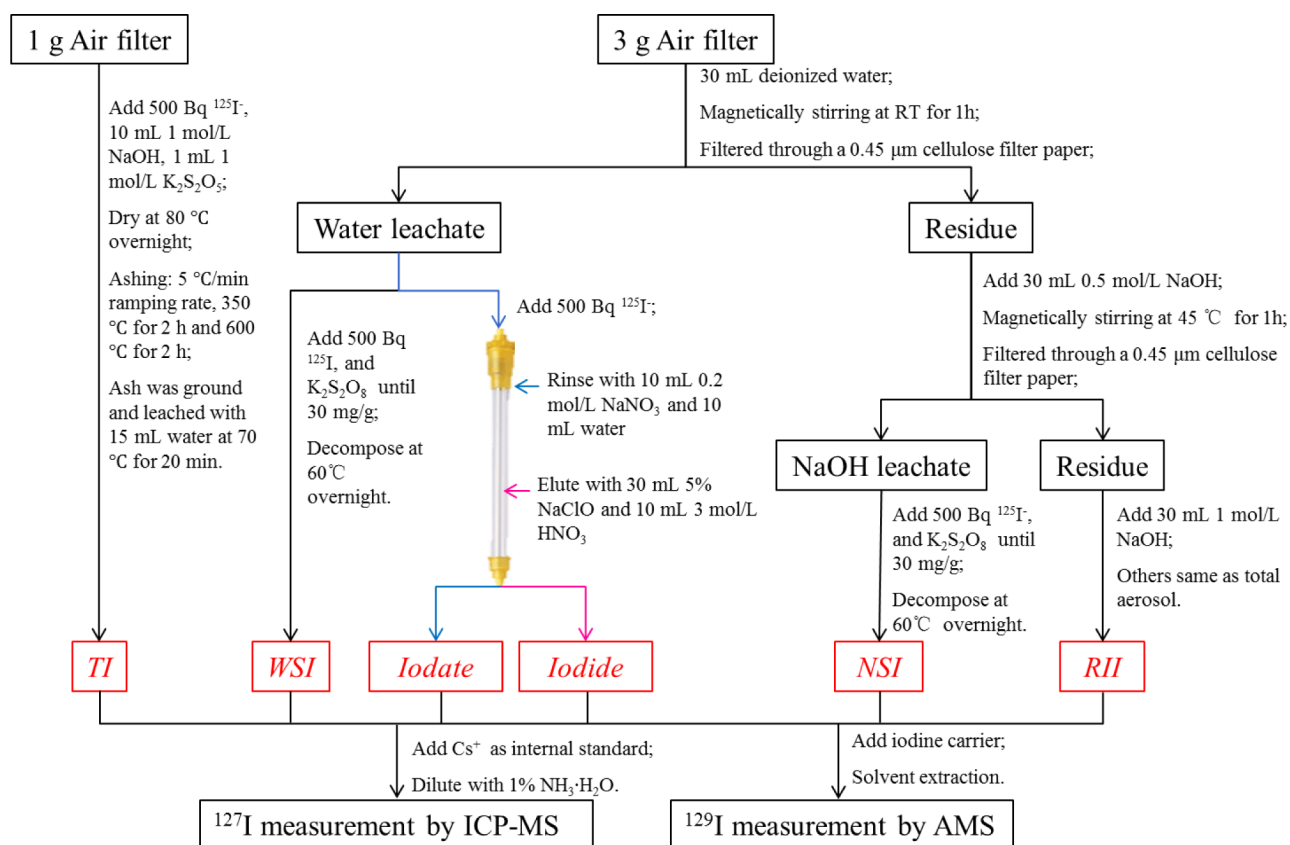 1 g Air filter
Add 500 Bq ¹²⁵I⁻,
10 mL 1 mol/L
NaOH, 1 mL 1
mol/L K₂S₂O₅;
Dry at 80 ℃
overnight;
Ashing: 5 ℃/min
ramping rate, 350
℃ for 2 h and 600
℃ for 2 h;
Ash was ground
and leached with
15 mL water at 70
℃ for 20 min.
3 g Air filter
30 mL deionized water;
Magnetically stirring at RT for 1h;
Filtered through a 0.45 μm cellulose filter paper;
Water leachate
Add 500 Bq
¹²⁵I, and
K₂S₂O₈ until
30 mg/g;
Decompose at
60℃
overnight.
Add 500 Bq ¹²⁵I⁻;
Rinse with 10 mL 0.2
mol/L NaNO₃ and 10
mL water
Elute with 30 mL 5%
NaClO and 10 mL 3 mol/L
HNO₃
Residue
Add 30 mL 0.5 mol/L NaOH;
Magnetically stirring at 45 ℃ for 1h;
Filtered through a 0.45 μm cellulose
filter paper;
NaOH leachate
Add 500 Bq ¹²⁵I⁻,
and K₂S₂O₈ until
30 mg/g;
Decompose at
60℃ overnight.
Residue
Add 30 mL 1 mol/L
NaOH;
Others same as total
aerosol.
TI
WSI
Iodate
Iodide
NSI
RII
Add Cs⁺ as internal standard;
Dilute with 1% NH₃·H₂O.
Add iodine carrier;
Solvent extraction.
¹²⁷I measurement by ICP-MS
¹²⁹I measurement by AMS